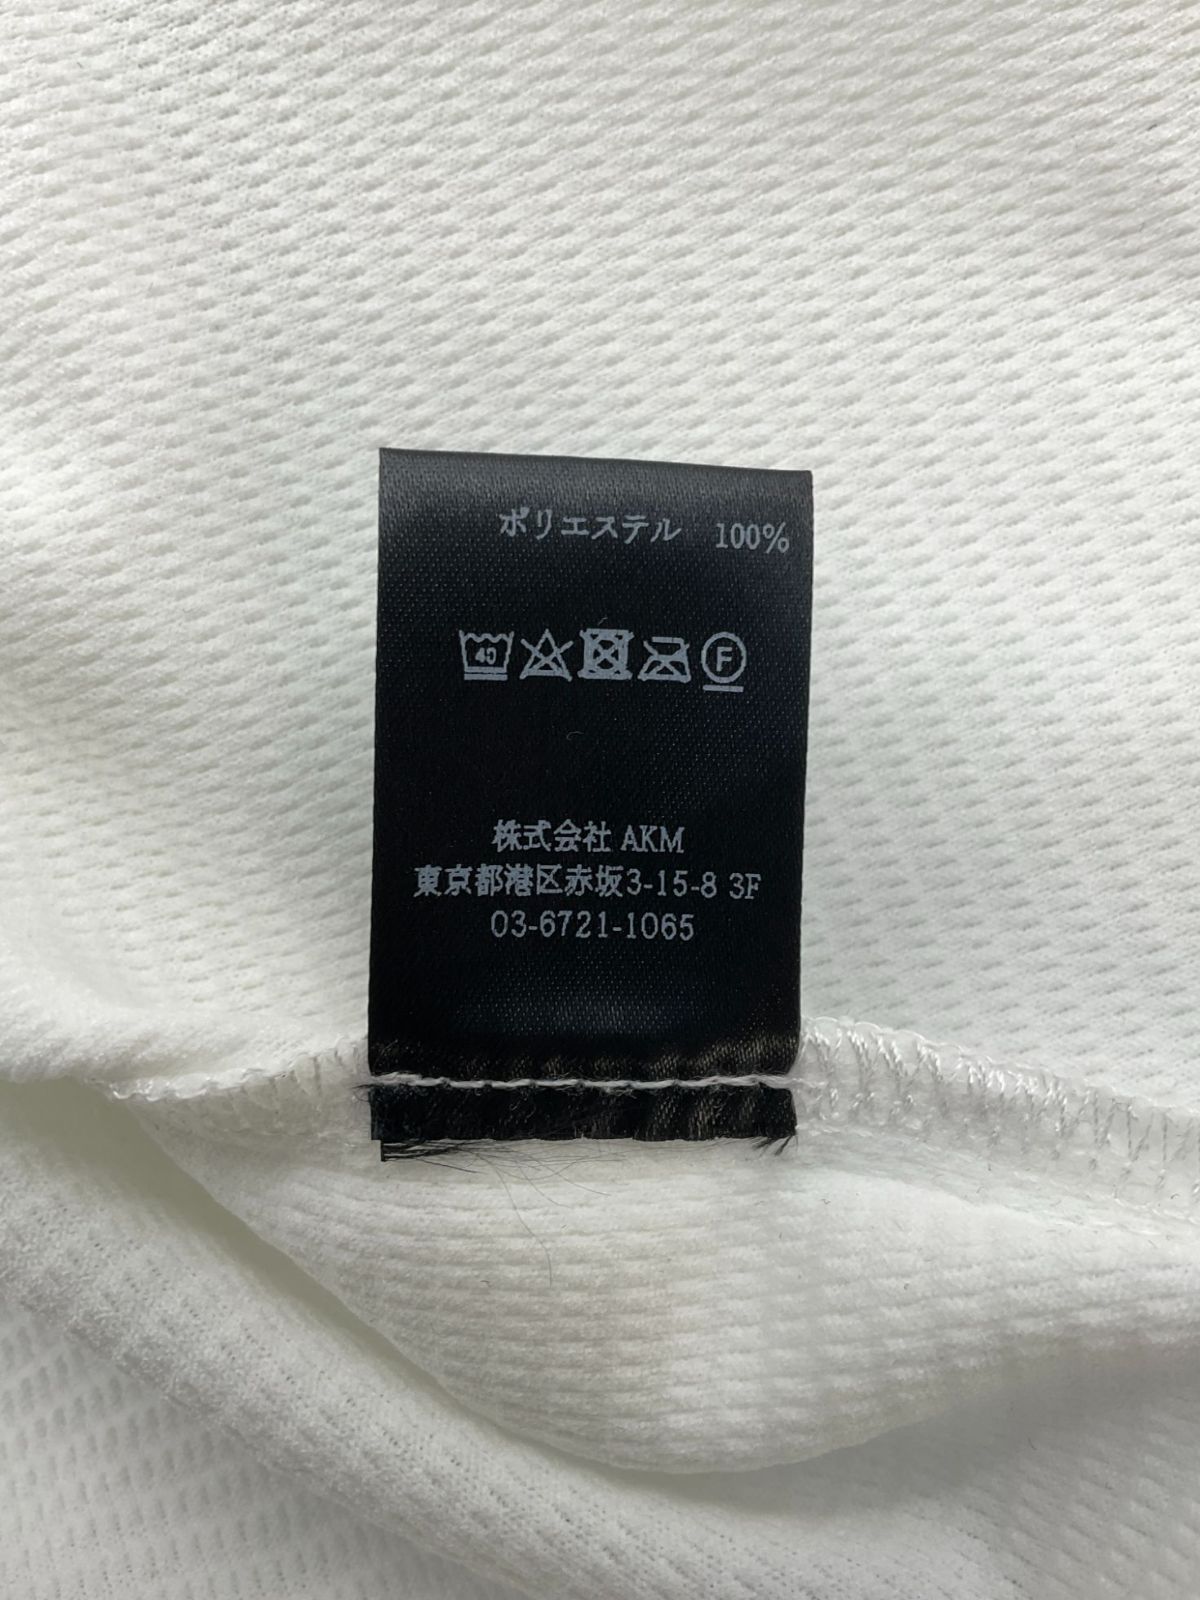 ポリエステル 100%
40 F
株式会社 AKM
東京都港区赤坂3-15-8 3F
03-6721-1065